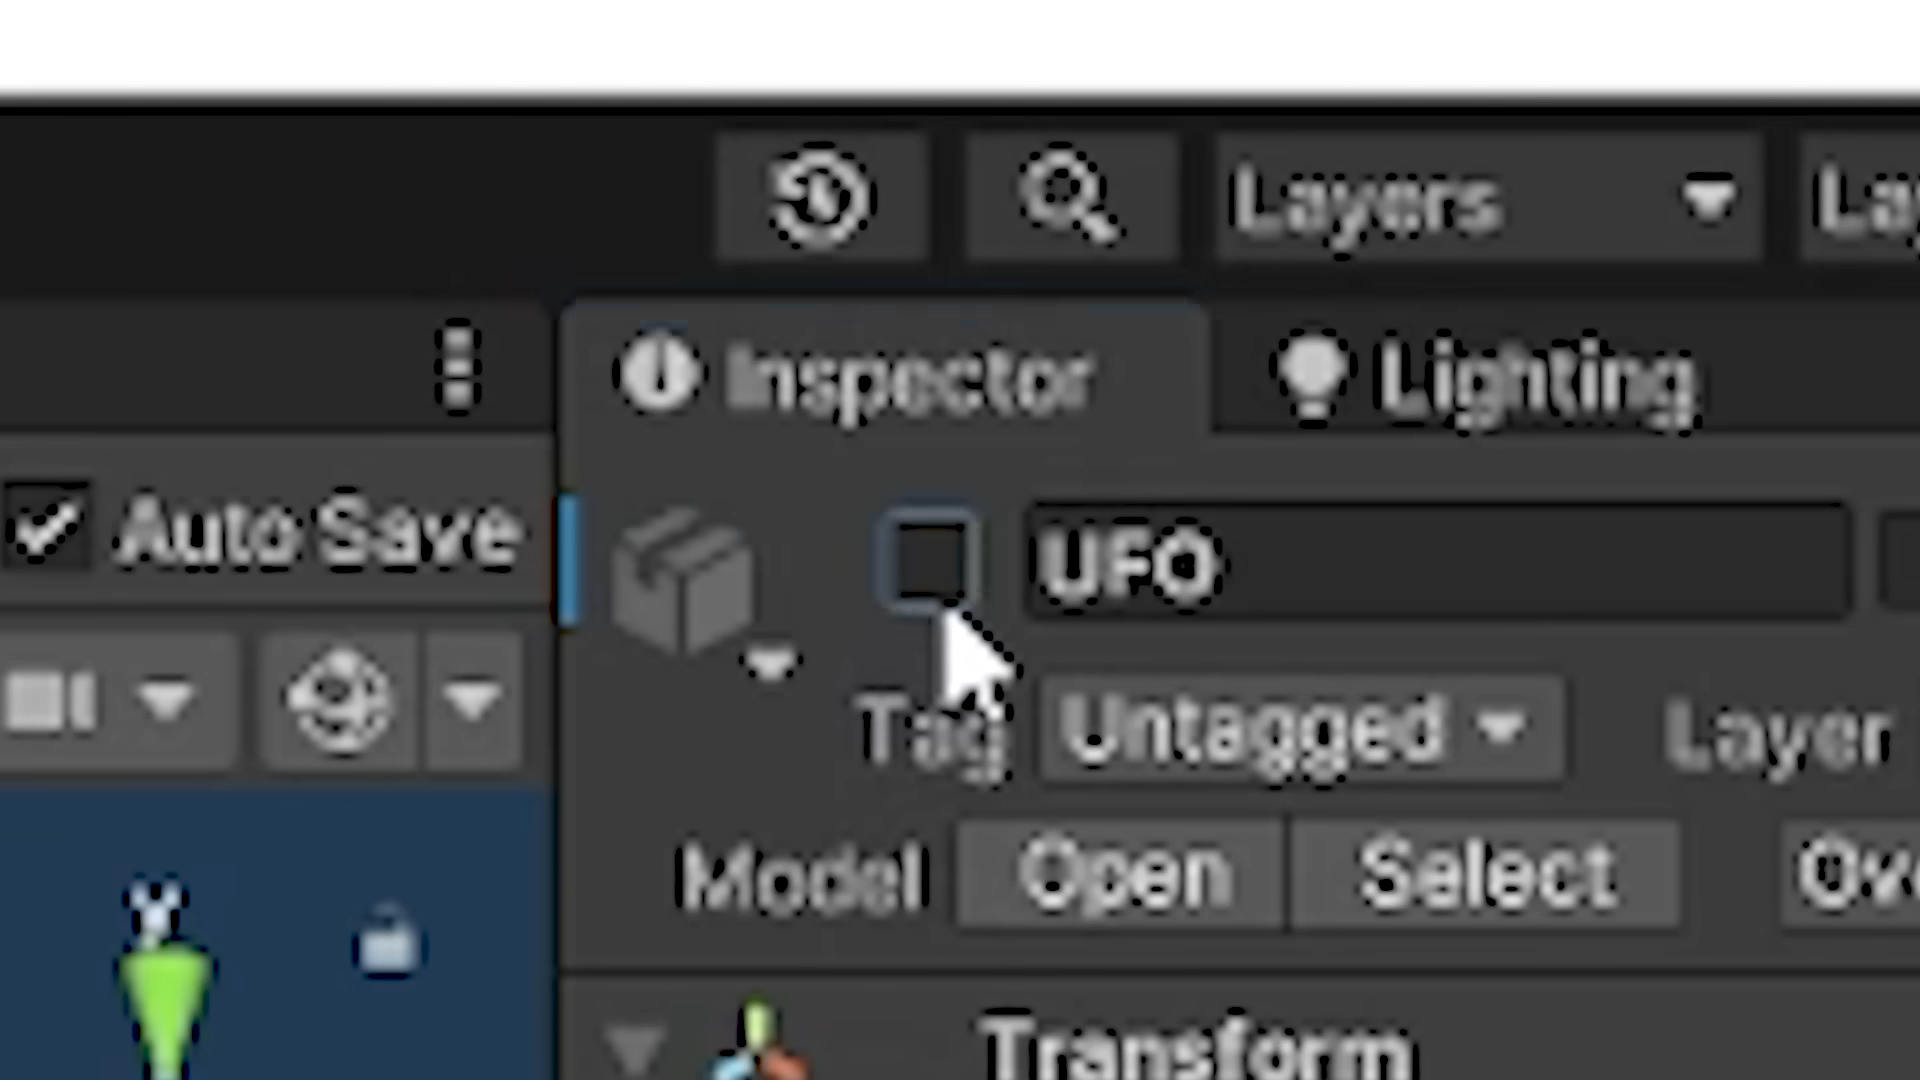 Layers
Inspector
Lighting
Auto Save
UFO
Tag
Untagged
Layer
Model
Open
Select
Transform
y